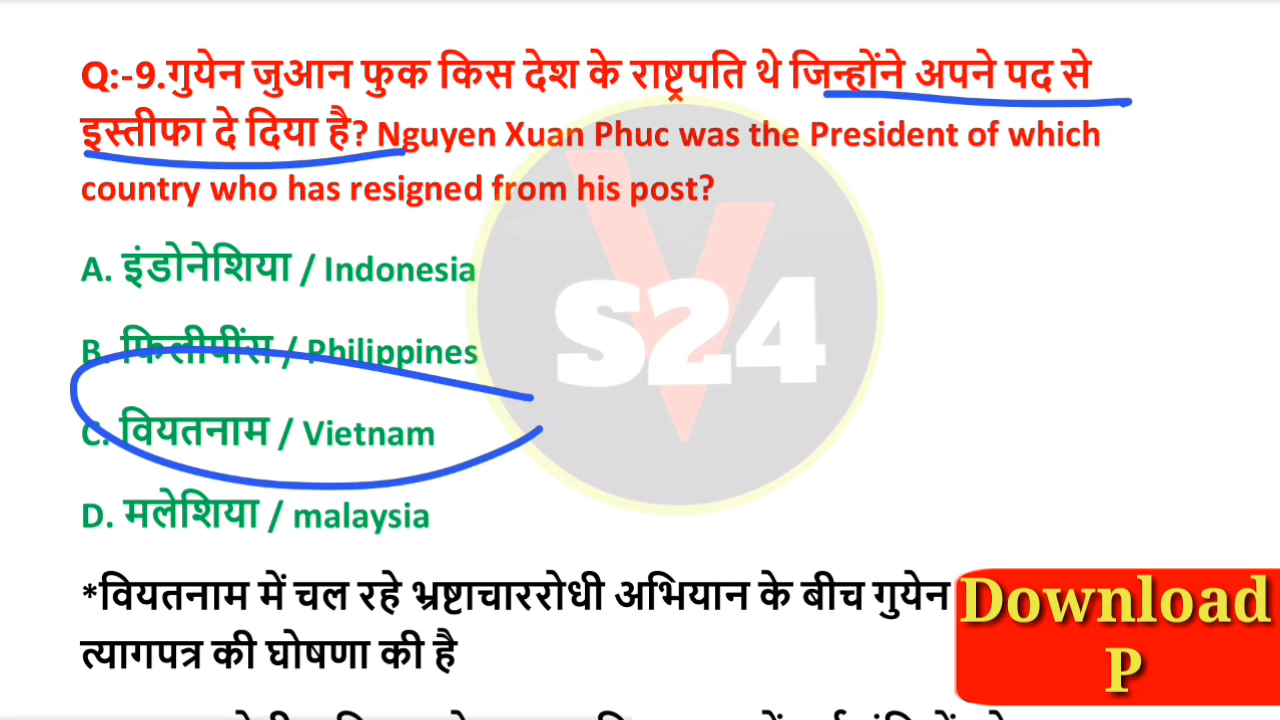 Q:-9.गुयेन जुआन फुक किस देश के राष्ट्रपति थे जिन्होंने अपने पद से
इस्तीफा दे दिया है? Nguyen Xuan Phuc was the President of which
country who has resigned from his post?
A. इंडोनेशिया / Indonesia
B. फिलीपींस / Philippines
C. वियतनाम / Vietnam
D. मलेशिया / malaysia
V
S24
*वियतनाम में चल रहे भ्रष्टाचाररोधी अभियान के बीच गुयेन
त्यागपत्र की घोषणा की है
Download
P